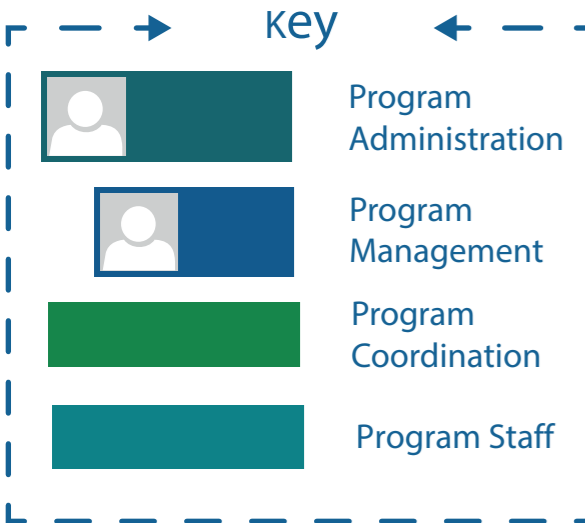 Key
Program
Administration
Program
Management
Program
Coordination
Program Staff